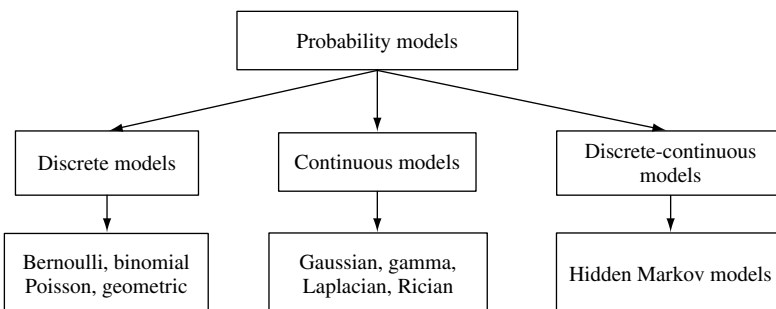 Probability models
Discrete models
Continuous models
Discrete-continuous
models
Bernoulli, binomial
Poisson, geometric
Gaussian, gamma,
Laplacian, Rician
Hidden Markov models